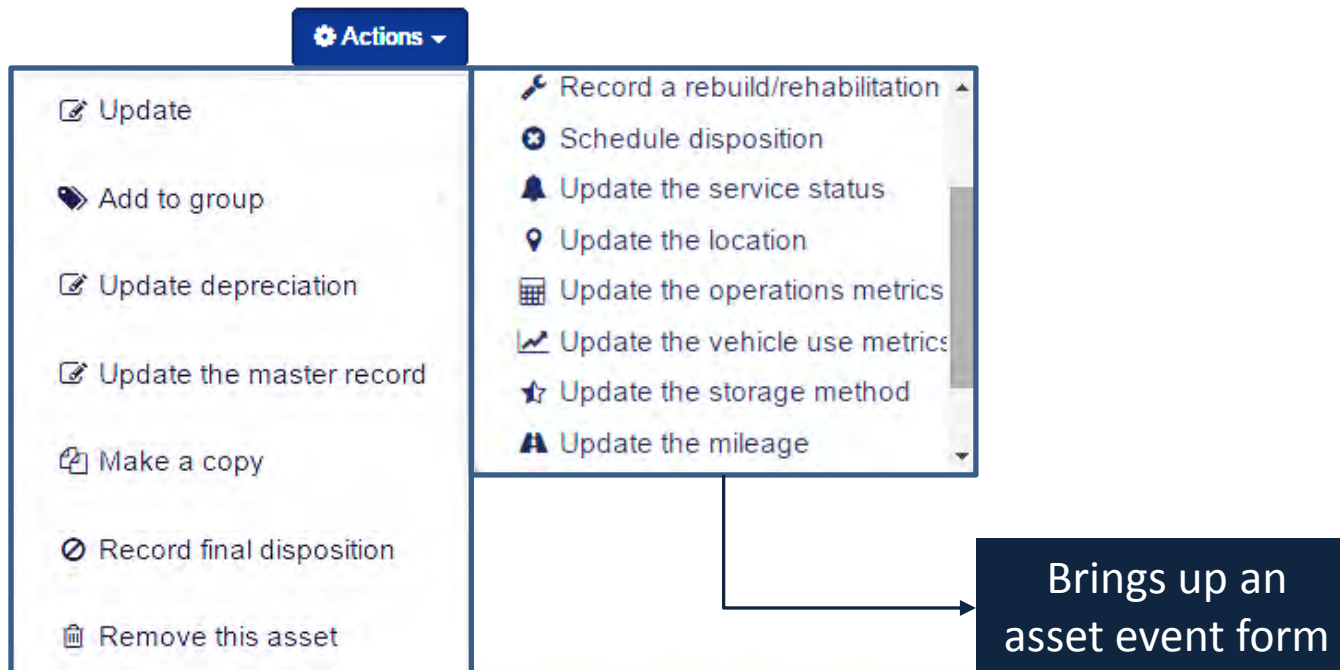 Actions
Update
Add to group
Update depreciation
Update the master record
Make a copy
Record final disposition
Remove this asset
Record a rebuild/rehabilitation
Schedule disposition
Update the service status
Update the location
Update the operations metrics
Update the vehicle use metrics
Update the storage method
Update the mileage
Brings up an
asset event form